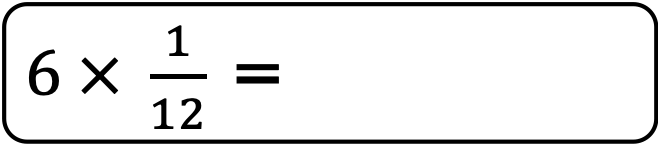 6 × 1/12 =